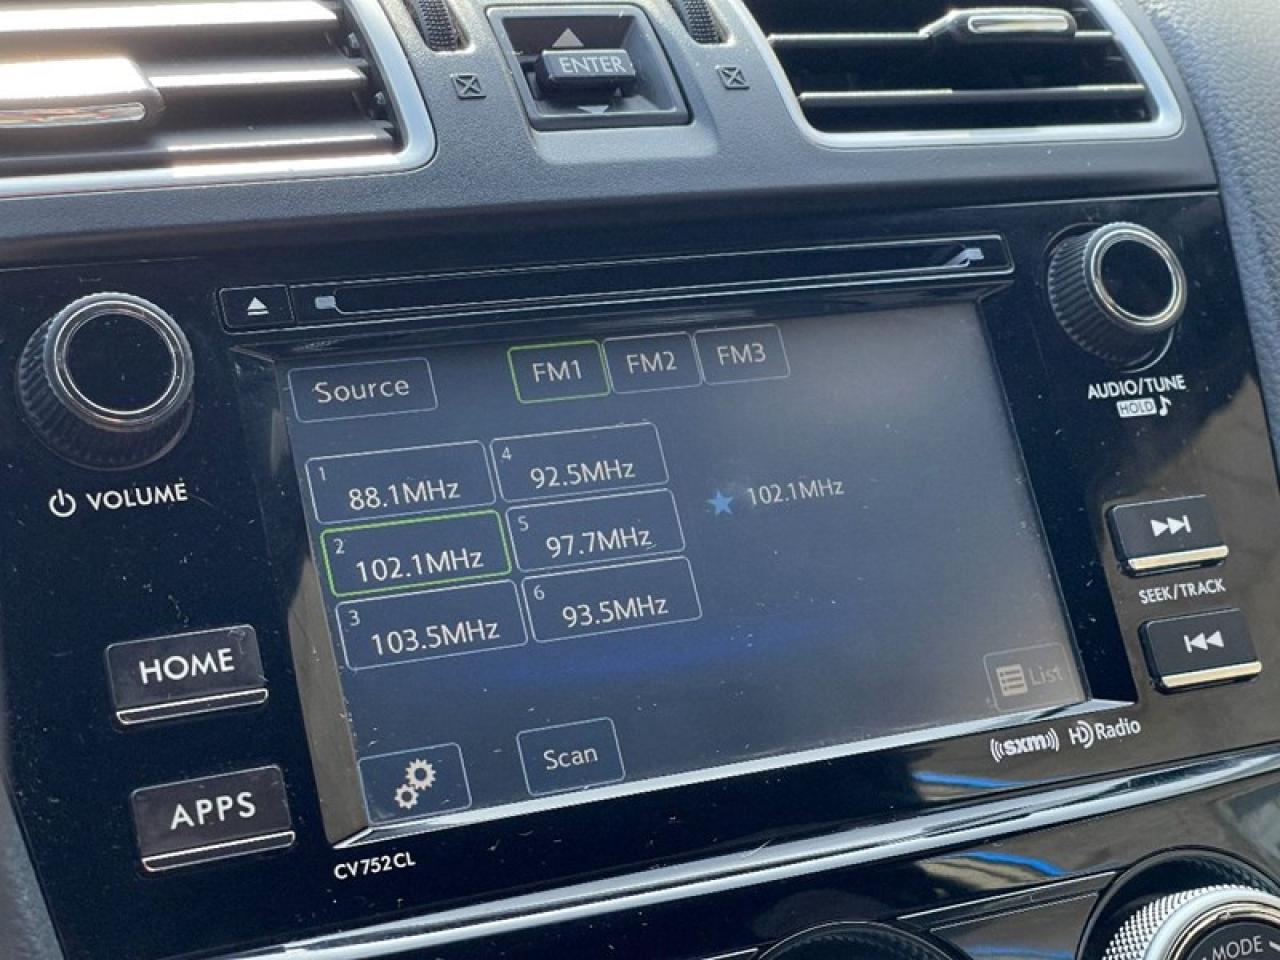 ENTER
FM1 FM2 FM3
Source
1 88.1MHz
4 92.5MHz
2 102.1MHz
5 97.7MHz
3 103.5MHz
6 93.5MHz
102.1MHz
List
Scan
VOLUME
AUDIO/TUNE
HOLD
SEEK/TRACK
HOME
APPS
CV752CL
((sxm)) HD Radio
MODE